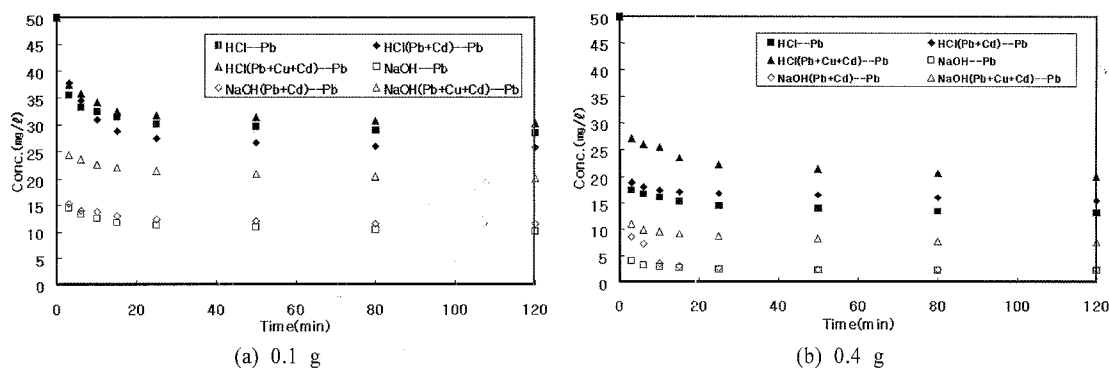 50
45
40
35
30
25
20
15
10
5
0
Conc.(mg/ℓ)
HCl--Pb
HCl(Pb+Cd)--Pb
HCl(Pb+Cu+Cd)--Pb
NaOH--Pb
NaOH(Pb+Cd)--Pb
NaOH(Pb+Cu+Cd)--Pb
0 20 40 60 80 100 120
Time(min)
(a) 0.1 g
50
45
40
35
30
25
20
15
10
5
0
Conc.(mg/ℓ)
HCl--Pb
HCl(Pb+Cd)--Pb
HCl(Pb+Cu+Cd)--Pb
NaOH--Pb
NaOH(Pb+Cd)--Pb
NaOH(Pb+Cu+Cd)--Pb
0 20 40 60 80 100 120
Time(min)
(b) 0.4 g